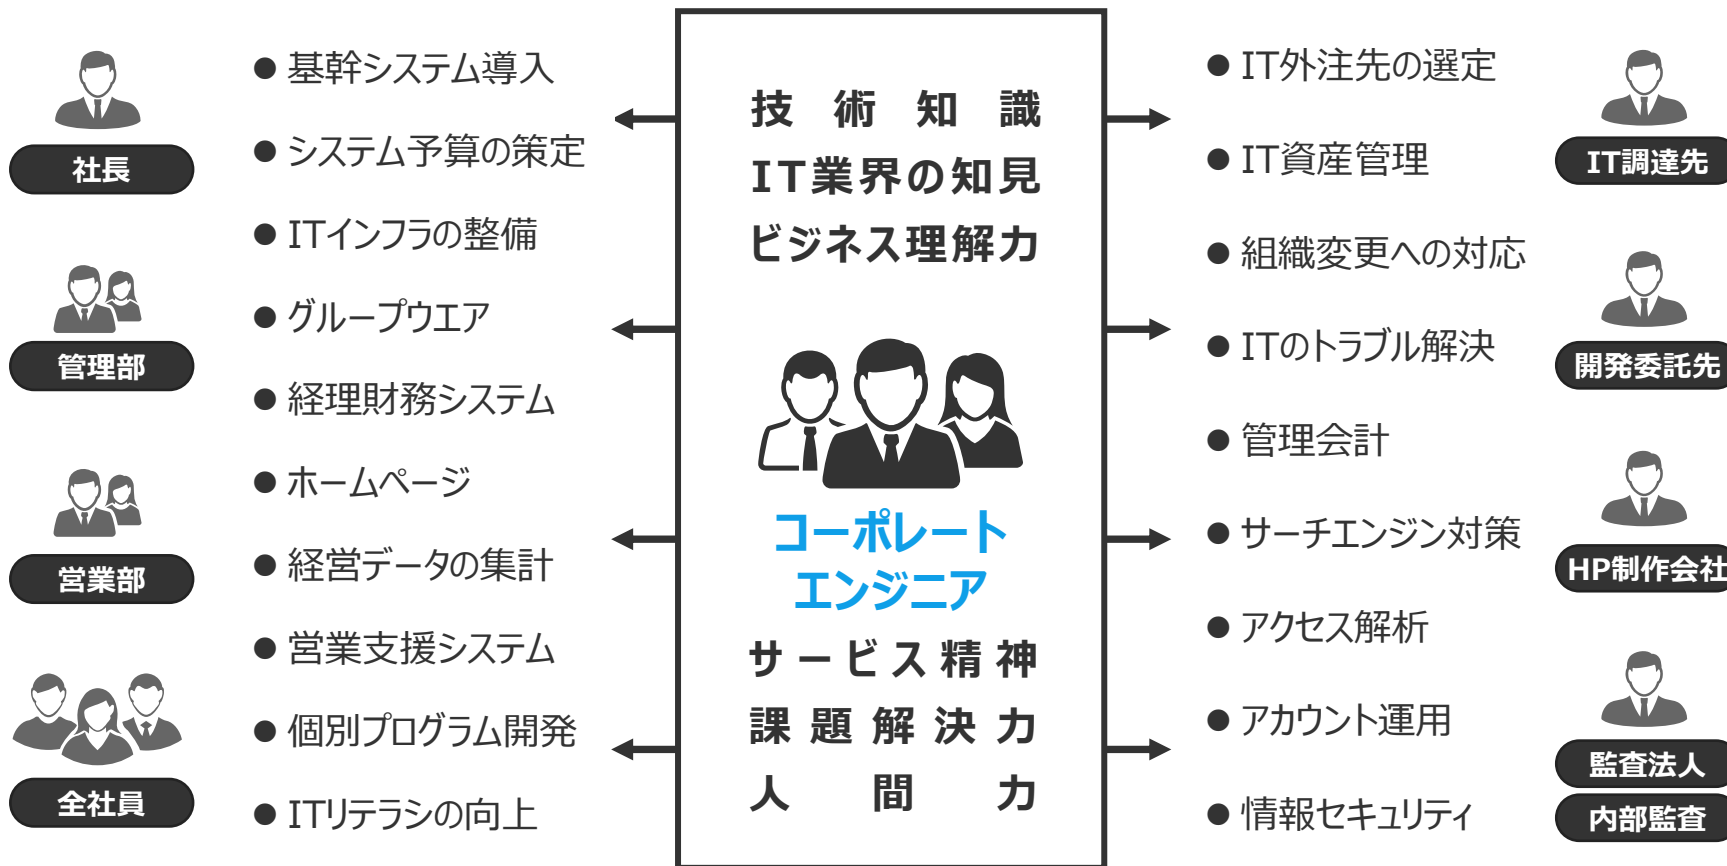 社長
管理部
営業部
全社員
基幹システム導入
システム予算の策定
ITインフラの整備
グループウエア
経理財務システム
ホームページ
経営データの集計
営業支援システム
個別プログラム開発
ITリテラシの向上
技術知識
IT業界の知見
ビジネス理解力
コーポレート
エンジニア
サービス精神
課題解決力
人間力
IT外注先の選定
IT資産管理
組織変更への対応
ITのトラブル解決
管理会計
サーチエンジン対策
アクセス解析
アカウント運用
情報セキュリティ
IT調達先
開発委託先
HP制作会社
監査法人
内部監査